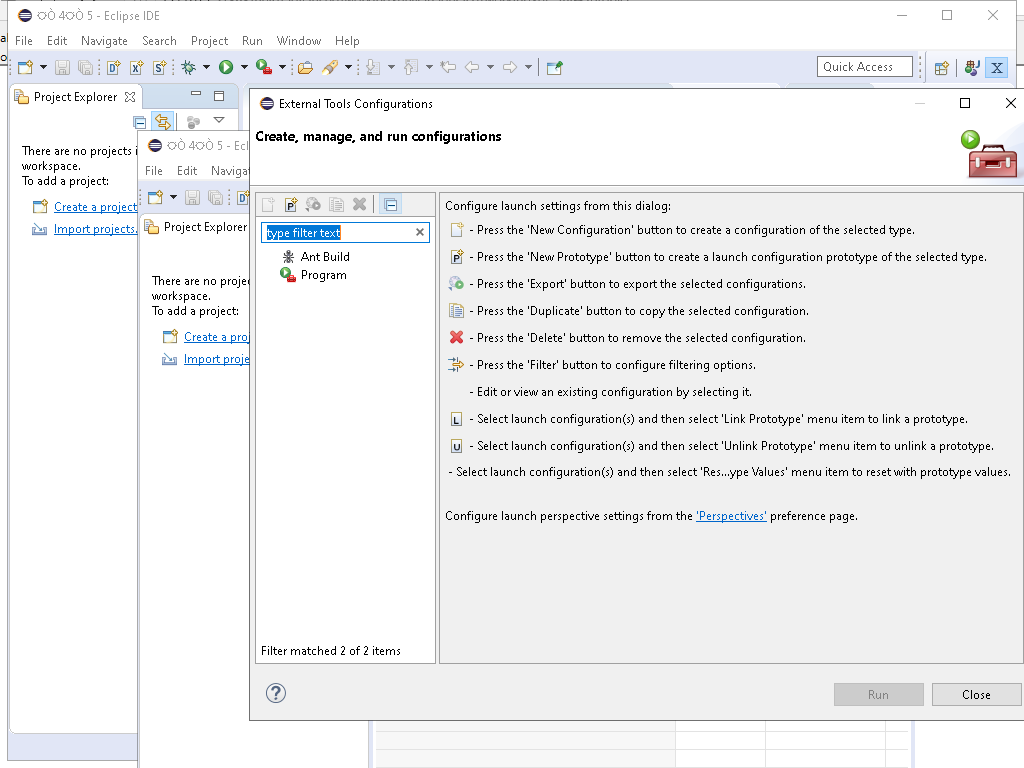 - Eclipse IDE
File Edit Navigate Search Project Run Window Help
Quick Access
Project Explorer
There are no projects i
workspace.
To add a project:
Create a project
Import projects.
- Ecl
File Edit Naviga
Project Explorer
There are no proje
workspace.
To add a project:
Create a proj
Import proje
External Tools Configurations
Create, manage, and run configurations
type filter text
Ant Build
Program
Filter matched 2 of 2 items
Configure launch settings from this dialog:
- Press the 'New Configuration' button to create a configuration of the selected type.
- Press the 'New Prototype' button to create a launch configuration prototype of the selected type.
- Press the 'Export' button to export the selected configurations.
- Press the 'Duplicate' button to copy the selected configuration.
- Press the 'Delete' button to remove the selected configuration.
- Press the 'Filter' button to configure filtering options.
- Edit or view an existing configuration by selecting it.
- Select launch configuration(s) and then select 'Link Prototype' menu item to link a prototype.
- Select launch configuration(s) and then select 'Unlink Prototype' menu item to unlink a prototype.
- Select launch configuration(s) and then select 'Res...ype Values' menu item to reset with prototype values.
Configure launch perspective settings from the 'Perspectives' preference page.
Run
Close